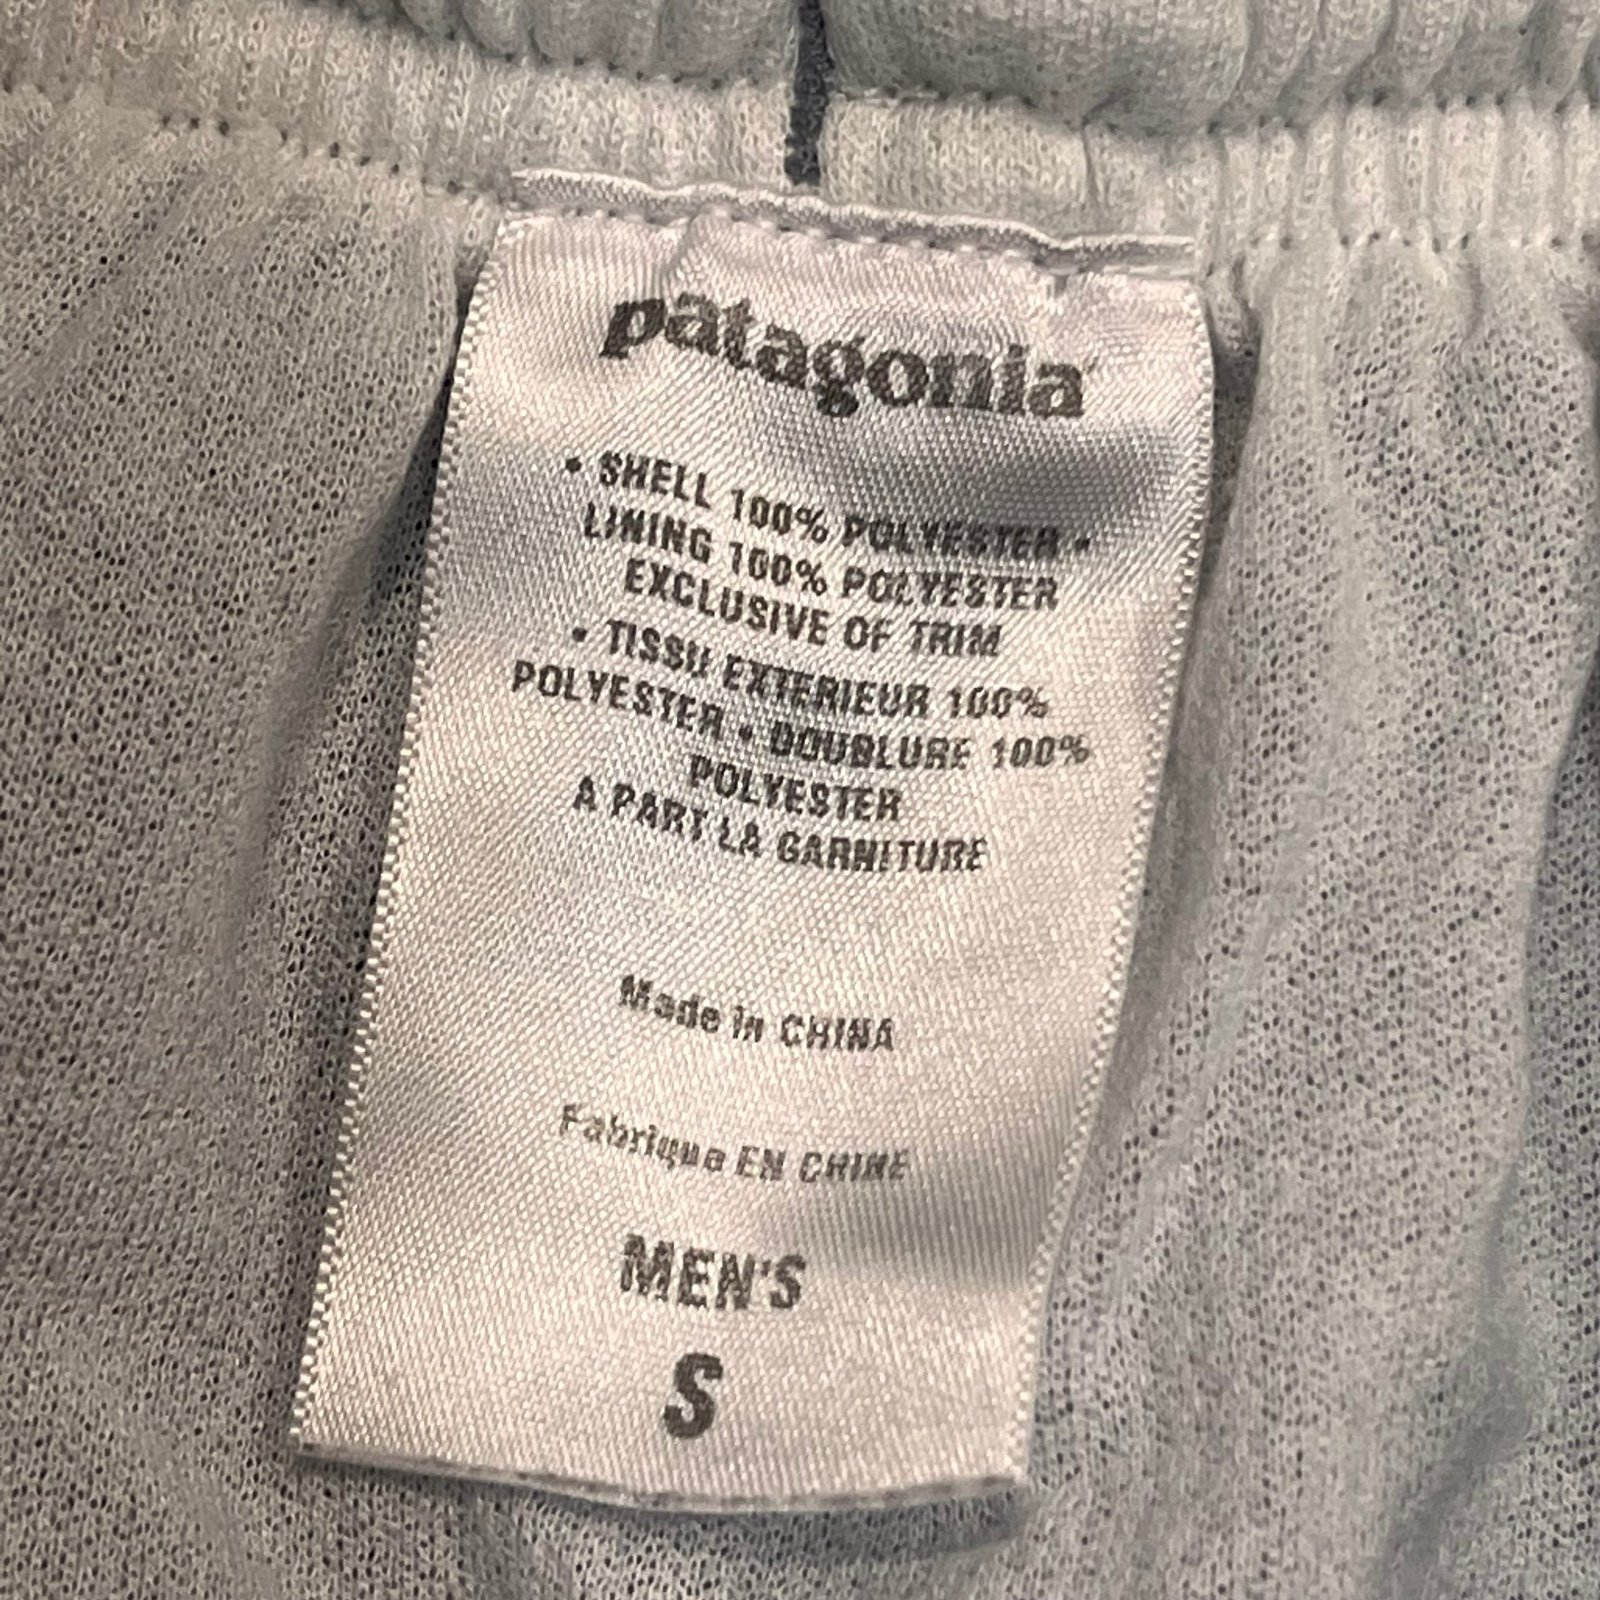 patagonia
• SHELL 100% POLYESTER •
LINING 100% POLYESTER
EXCLUSIVE OF TRIM
• TISSU EXTERIEUR 100%
POLYESTER • DOUBLURE 100%
POLYESTER
A PART LA GARNITURE
Made in CHINA
Fabrique EN CHINE
MEN'S
S